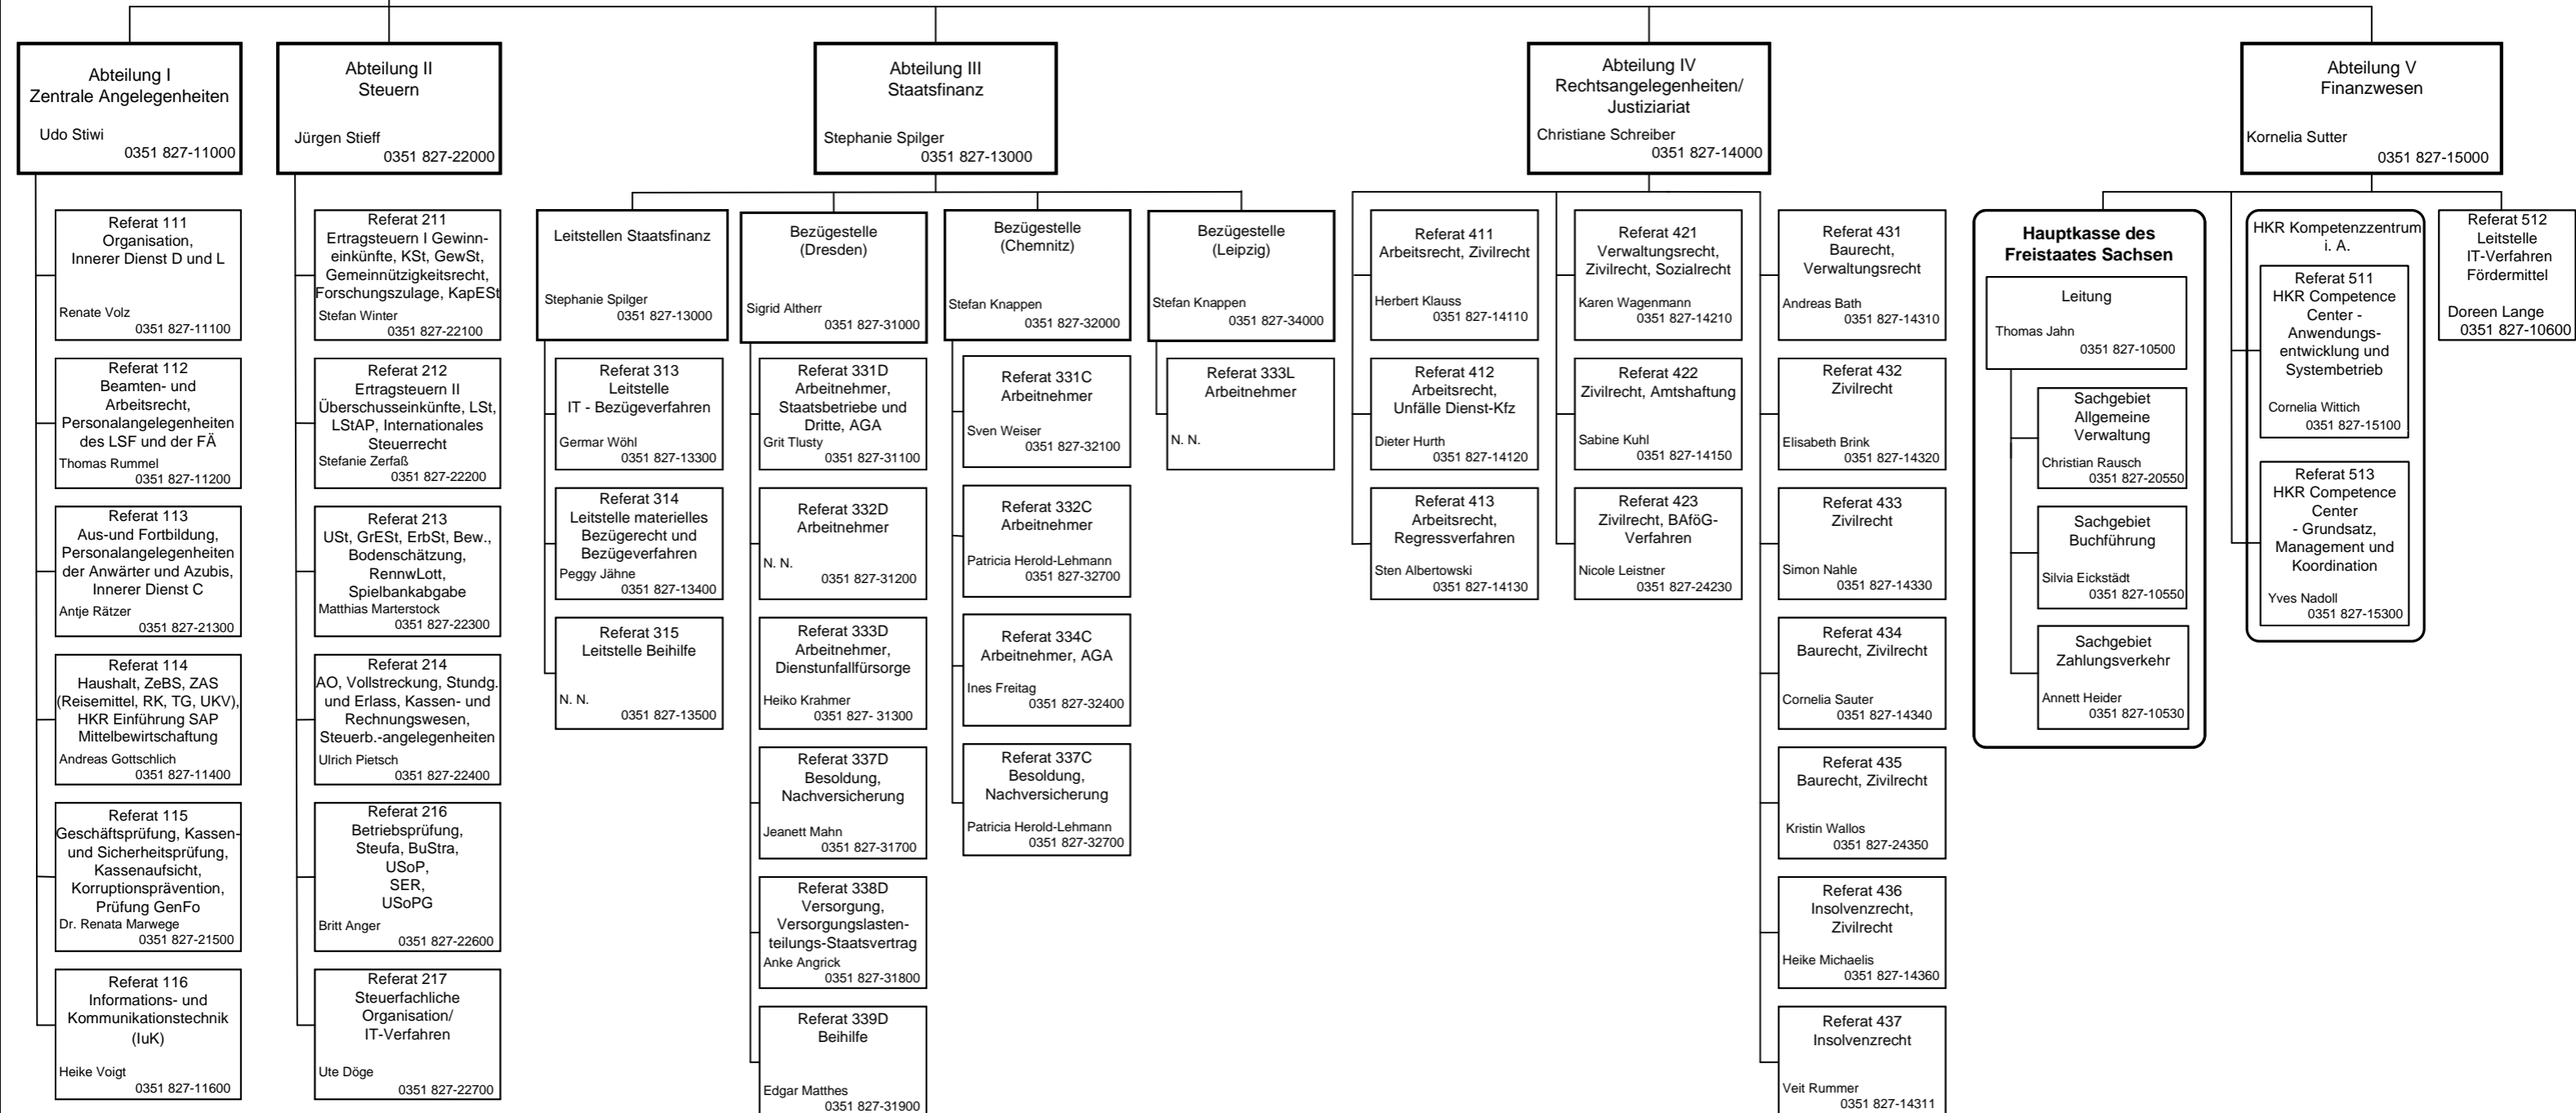 Abteilung I
Zentrale Angelegenheiten
Udo Stiwi
0351 827-11000
Referat 111
Organisation,
Innerer Dienst D und L
Renate Volz
0351 827-11100
Referat 112
Beamten- und
Arbeitsrecht,
Personalangelegenheiten
des LSF und der FÄ
Thomas Rummel
0351 827-11200
Referat 113
Aus-und Fortbildung,
Personalangelegenheiten
der Anwärter und Azubis,
Innerer Dienst C
Antje Rätzer
0351 827-21300
Referat 114
Haushalt, ZeBS, ZAS
(Reisemittel, RK, TG, UKV),
HKR Einführung SAP
Mittelbewirtschaftung
Andreas Gottschlich
0351 827-11400
Referat 115
Geschäftsprüfung, Kassen-
und Sicherheitsprüfung,
Kassenaufsicht,
Korruptionsprävention,
Prüfung GenFo
Dr. Renata Marwege
0351 827-21500
Referat 116
Informations- und
Kommunikationstechnik
(IuK)
Heike Voigt
0351 827-11600
Abteilung II
Steuern
Jürgen Stieff
0351 827-22000
Referat 211
Ertragsteuern I Gewinn-
einkünfte, KSt, GewSt,
Gemeinnützigkeitsrecht,
Forschungszulage, KapESt
Stefan Winter
0351 827-22100
Referat 212
Ertragsteuern II
Überschusseinkünfte, LSt,
LStAP, Internationales
Steuerrecht
Stefanie Zerfaß
0351 827-22200
Referat 213
USt, GrESt, ErbSt, Bew.,
Bodenschätzung,
RennwLott,
Spielbankabgabe
Matthias Marterstock
0351 827-22300
Referat 214
AO, Vollstreckung, Stundg.
und Erlass, Kassen- und
Rechnungswesen,
Steuerb.-angelegenheiten
Ulrich Pietsch
0351 827-22400
Referat 216
Betriebsprüfung,
Steufa, BuStra,
USoP,
SER,
USoPG
Britt Anger
0351 827-22600
Referat 217
Steuerfachliche
Organisation/
IT-Verfahren
Ute Döge
0351 827-22700
Abteilung III
Staatsfinanz
Stephanie Spilger
0351 827-13000
Leitstellen Staatsfinanz
Stephanie Spilger
0351 827-13000
Referat 313
Leitstelle
IT - Bezügeverfahren
Germar Wöhl
0351 827-13300
Referat 314
Leitstelle materielles
Bezügerecht und
Bezügeverfahren
Peggy Jähne
0351 827-13400
Referat 315
Leitstelle Beihilfe
N. N.
0351 827-13500
Bezügestelle
(Dresden)
Sigrid Altherr
0351 827-31000
Referat 331D
Arbeitnehmer,
Staatsbetriebe und
Dritte, AGA
Grit Tlusty
0351 827-31100
Referat 332D
Arbeitnehmer
N. N.
0351 827-31200
Referat 333D
Arbeitnehmer,
Dienstunfallfürsorge
Heiko Krahmer
0351 827- 31300
Referat 337D
Besoldung,
Nachversicherung
Jeanett Mahn
0351 827-31700
Referat 338D
Versorgung,
Versorgungslasten-
teilungs-Staatsvertrag
Anke Angrick
0351 827-31800
Referat 339D
Beihilfe
Edgar Matthes
0351 827-31900
Bezügestelle
(Chemnitz)
Stefan Knappen
0351 827-32000
Referat 331C
Arbeitnehmer
Sven Weiser
0351 827-32100
Referat 332C
Arbeitnehmer
Patricia Herold-Lehmann
0351 827-32700
Referat 334C
Arbeitnehmer, AGA
Ines Freitag
0351 827-32400
Referat 337C
Besoldung,
Nachversicherung
Patricia Herold-Lehmann
0351 827-32700
Bezügestelle
(Leipzig)
Stefan Knappen
0351 827-34000
Referat 333L
Arbeitnehmer
N. N.
Abteilung IV
Rechtsangelegenheiten/
Justiziariat
Christiane Schreiber
0351 827-14000
Referat 411
Arbeitsrecht, Zivilrecht
Herbert Klauss
0351 827-14110
Referat 412
Arbeitsrecht,
Unfälle Dienst-Kfz
Dieter Hurth
0351 827-14120
Referat 413
Arbeitsrecht,
Regressverfahren
Sten Albertowski
0351 827-14130
Referat 421
Verwaltungsrecht,
Zivilrecht, Sozialrecht
Karen Wagenmann
0351 827-14210
Referat 422
Zivilrecht, Amtshaftung
Sabine Kuhl
0351 827-14150
Referat 423
Zivilrecht, BAföG-
Verfahren
Nicole Leistner
0351 827-24230
Referat 431
Baurecht,
Verwaltungsrecht
Andreas Bath
0351 827-14310
Referat 432
Zivilrecht
Elisabeth Brink
0351 827-14320
Referat 433
Zivilrecht
Simon Nahle
0351 827-14330
Referat 434
Baurecht, Zivilrecht
Cornelia Sauter
0351 827-14340
Referat 435
Baurecht, Zivilrecht
Kristin Wallos
0351 827-24350
Referat 436
Insolvenzrecht,
Zivilrecht
Heike Michaelis
0351 827-14360
Referat 437
Insolvenzrecht
Veit Rummer
0351 827-14311
Abteilung V
Finanzwesen
Kornelia Sutter
0351 827-15000
Hauptkasse des
Freistaates Sachsen
Leitung
Thomas Jahn
0351 827-10500
Sachgebiet
Allgemeine
Verwaltung
Christian Rausch
0351 827-20550
Sachgebiet
Buchführung
Silvia Eickstädt
0351 827-10550
Sachgebiet
Zahlungsverkehr
Annett Heider
0351 827-10530
HKR Kompetenzzentrum
i. A.
Referat 511
HKR Competence
Center -
Anwendungs-
entwicklung und
Systembetrieb
Cornelia Wittich
0351 827-15100
Referat 513
HKR Competence
Center
- Grundsatz,
Management und
Koordination
Yves Nadoll
0351 827-15300
Referat 512
Leitstelle
IT-Verfahren
Fördermittel
Doreen Lange
0351 827-10600